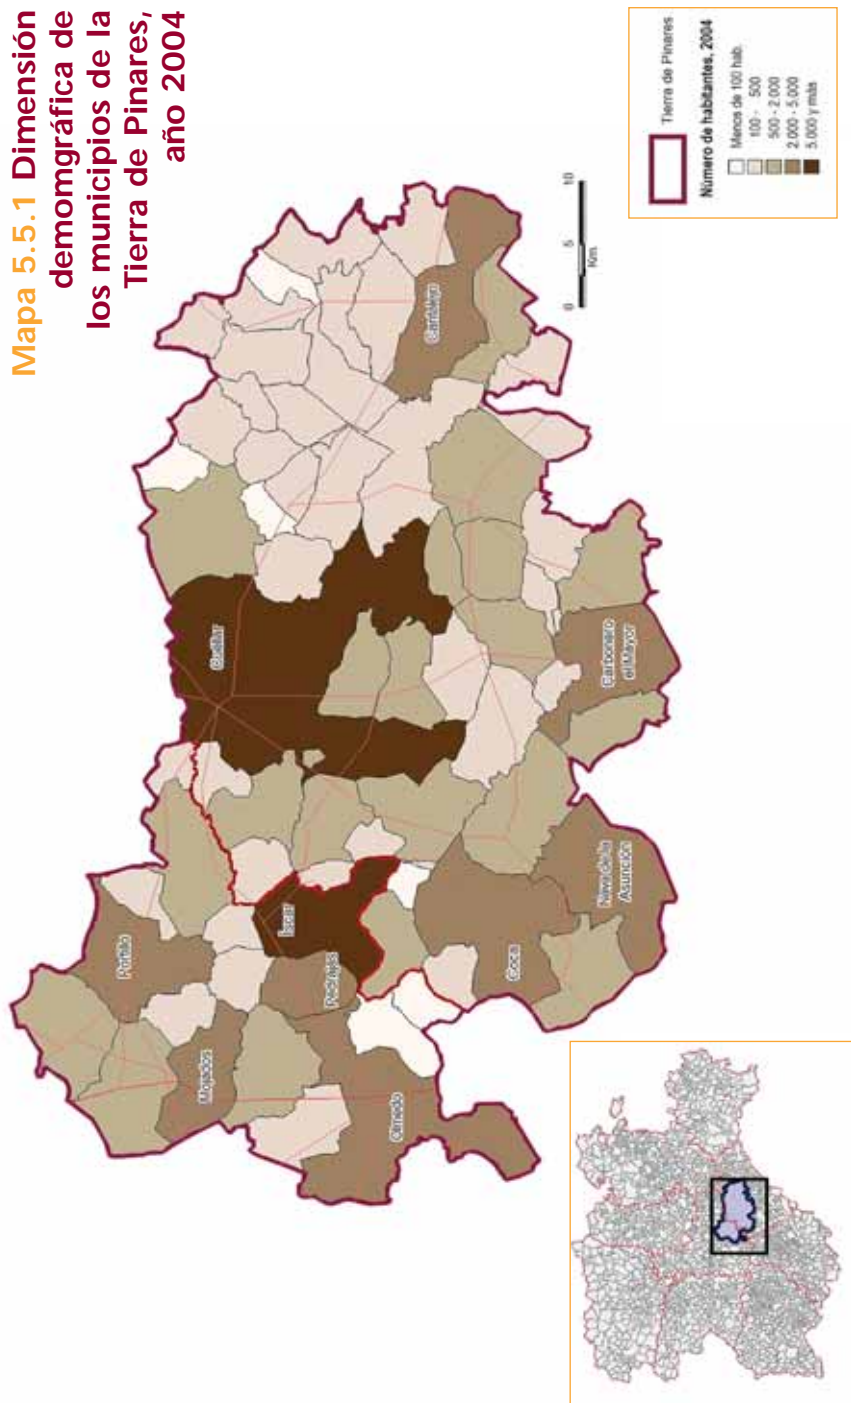 Mapa 5.5.1 Dimensión
demomgráfica de
los municipios de la
Tierra de Pinares,
año 2004
Tierra de Pinares
Número de habitantes, 2004
Menos de 100 hab.
100 - 500
500 - 2.000
2.000 - 5.000
5.000 y más
0 5 10
Km.
Portillo
Mojados
Íscar
Pedrajas
Olmedo
Coca
Nava de la
Asunción
Cuéllar
Carbonero
el Mayor
Cantalejo